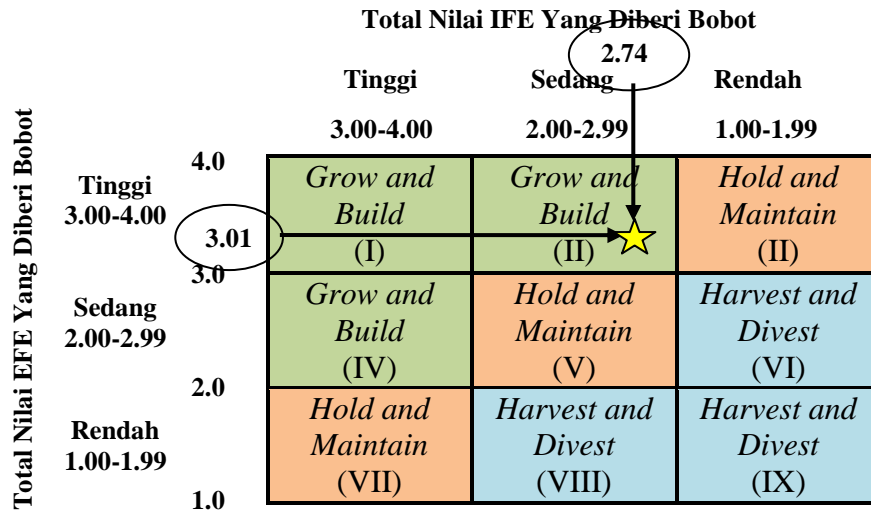 Total Nilai IFE Yang Diberi Bobot
2.74
Tinggi Sedang Rendah
3.00-4.00 2.00-2.99 1.00-1.99
Total Nilai EFE Yang Diberi Bobot
4.0
Tinggi
3.00-4.00
3.01
3.0
Grow and
Build
(I)
Grow and
Build
(II)
Hold and
Maintain
(II)
Sedang
2.00-2.99
2.0
Grow and
Build
(IV)
Hold and
Maintain
(V)
Harvest and
Divest
(VI)
Rendah
1.00-1.99
1.0
Hold and
Maintain
(VII)
Harvest and
Divest
(VIII)
Harvest and
Divest
(IX)